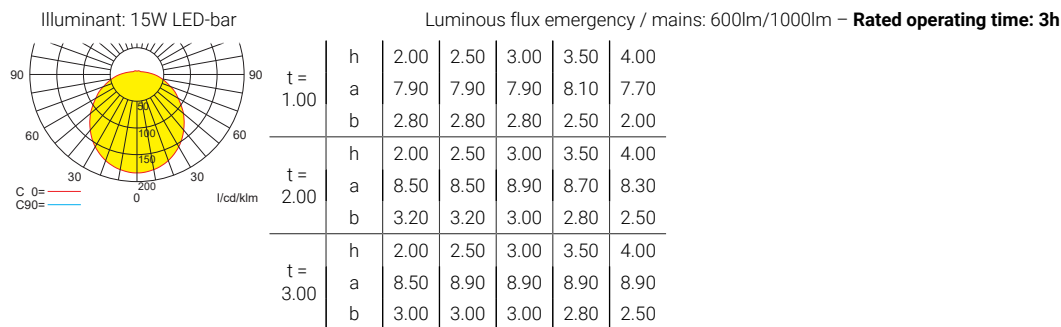 Illuminant: 15W LED-bar
Luminous flux emergency / mains: 600lm/1000lm – Rated operating time: 3h
90 90
60 60
30 30
50
100
150
200
0
C 0=
C90=
l/cd/klm
t = 1.00
h 2.00 2.50 3.00 3.50 4.00
a 7.90 7.90 7.90 8.10 7.70
b 2.80 2.80 2.80 2.50 2.00
t = 2.00
h 2.00 2.50 3.00 3.50 4.00
a 8.50 8.50 8.90 8.70 8.30
b 3.20 3.20 3.00 2.80 2.50
t = 3.00
h 2.00 2.50 3.00 3.50 4.00
a 8.50 8.90 8.90 8.90 8.90
b 3.00 3.00 3.00 2.80 2.50